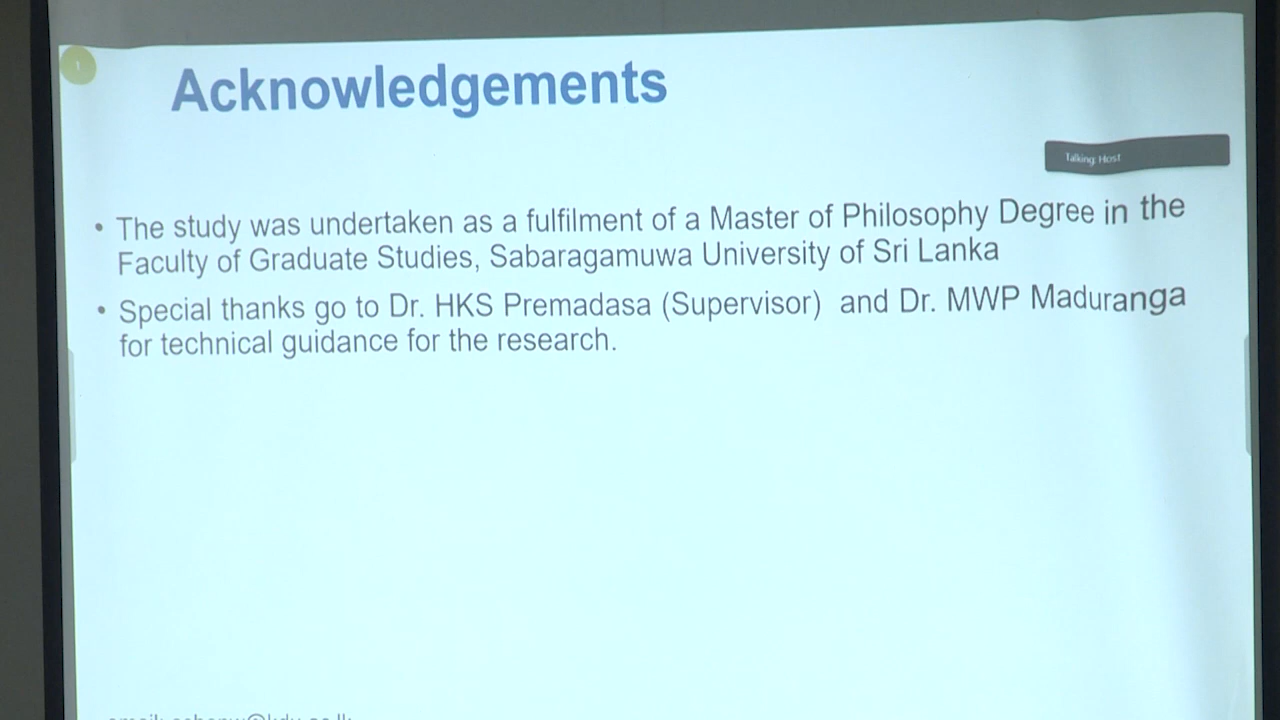 1
Acknowledgements
Talking: Host
• The study was undertaken as a fulfilment of a Master of Philosophy Degree in the
Faculty of Graduate Studies, Sabaragamuwa University of Sri Lanka
• Special thanks go to Dr. HKS Premadasa (Supervisor) and Dr. MWP Maduranga
for technical guidance for the research.